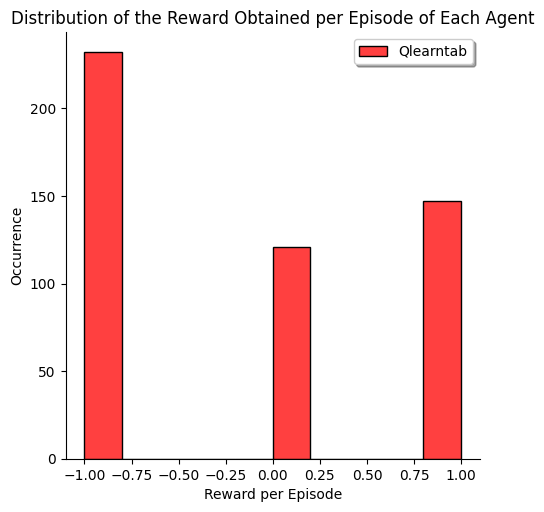 Distribution of the Reward Obtained per Episode of Each Agent
Qlearntab
Occurrence
200
150
100
50
0
−1.00 −0.75 −0.50 −0.25 0.00 0.25 0.50 0.75 1.00
Reward per Episode